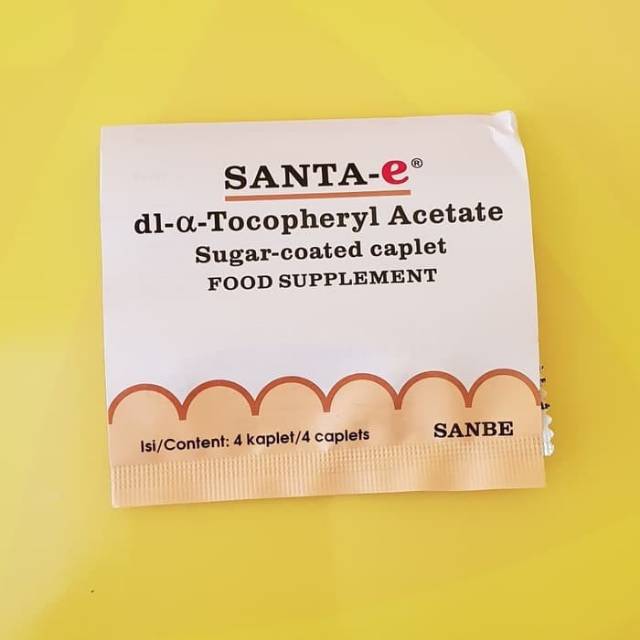 SANTA-e®
dl-α-Tocopheryl Acetate
Sugar-coated caplet
FOOD SUPPLEMENT
Isi/Content: 4 kaplet/4 caplets
SANBE